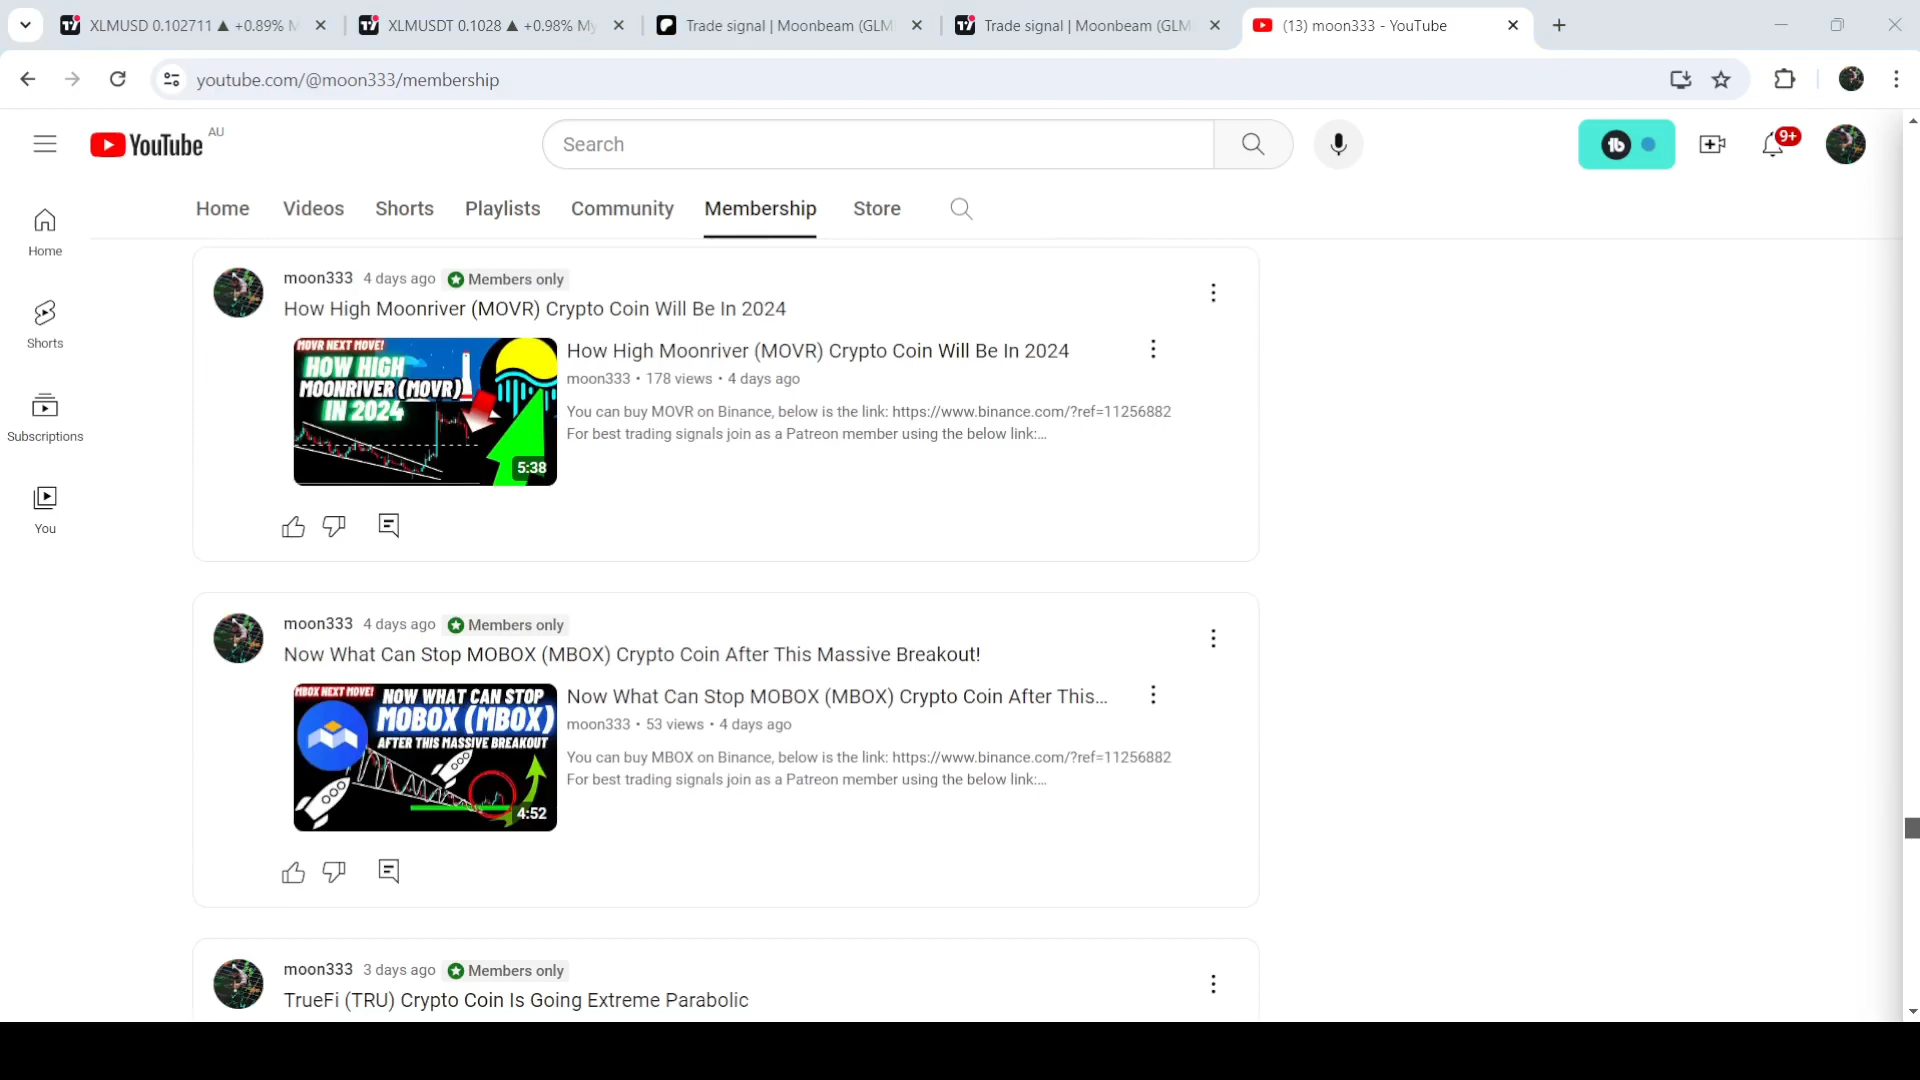 XLMUSD 0.102711 ▲ +0.89% M
XLMUSDT 0.1028 ▲ +0.98% My
Trade signal | Moonbeam (GLM
Trade signal | Moonbeam (GLM
(13) moon333 - YouTube
youtube.com/@moon333/membership
YouTube AU
Search
9+
Home Videos Shorts Playlists Community Membership Store
Home
Shorts
Subscriptions
You
moon333 4 days ago Members only
How High Moonriver (MOVR) Crypto Coin Will Be In 2024
MOVR NEXT MOVE!
HOW HIGH
MOONRIVER (MOVR)
IN 2024
5:38
How High Moonriver (MOVR) Crypto Coin Will Be In 2024
moon333 • 178 views • 4 days ago
You can buy MOVR on Binance, below is the link: https://www.binance.com/?ref=11256882
For best trading signals join as a Patreon member using the below link:...
moon333 4 days ago Members only
Now What Can Stop MOBOX (MBOX) Crypto Coin After This Massive Breakout!
MBOX NEXT MOVE!
NOW WHAT CAN STOP
MOBOX (MBOX)
AFTER THIS MASSIVE BREAKOUT
4:52
Now What Can Stop MOBOX (MBOX) Crypto Coin After This...
moon333 • 53 views • 4 days ago
You can buy MBOX on Binance, below is the link: https://www.binance.com/?ref=11256882
For best trading signals join as a Patreon member using the below link:...
moon333 3 days ago Members only
TrueFi (TRU) Crypto Coin Is Going Extreme Parabolic